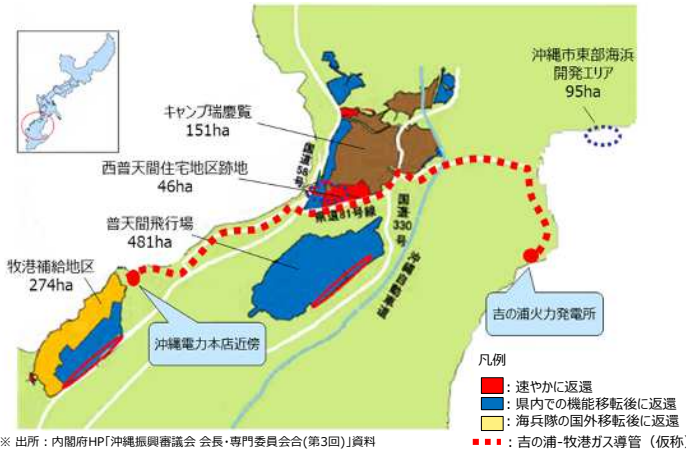 沖縄市東部海浜
開発エリア
95ha
キャンプ瑞慶覧
151ha
国道58号
西普天間住宅地区跡地
46ha
県道81号線
国道330号
普天間飛行場
481ha
沖縄自動車道
牧港補給地区
274ha
沖縄電力本店近傍
吉の浦火力発電所
凡例
：速やかに返還
：県内での機能移転後に返還
：海兵隊の国外移転後に返還
：吉の浦-牧港ガス導管（仮称）
※ 出所：内閣府HP｢沖縄振興審議会 会長・専門委員会合(第3回)｣資料